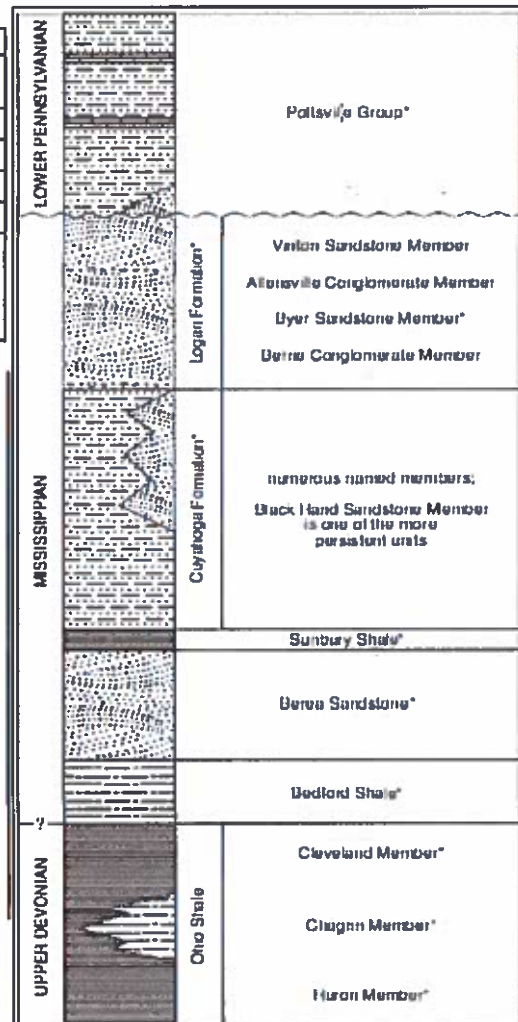 LOWER PENNSYLVANIAN
Pottsville Group*
MISSISSIPPIAN
Logan Formation*
Vinton Sandstone Member
Allensville Conglomerate Member
Byer Sandstone Member*
Berne Conglomerate Member
Cuyahoga Formation*
numerous named members;
Black Hand Sandstone Member
is one of the more
persistent units
Sunbury Shale*
Berea Sandstone*
Bedford Shale*
?
UPPER DEVONIAN
Ohio Shale
Cleveland Member*
Chagrin Member*
Huron Member*